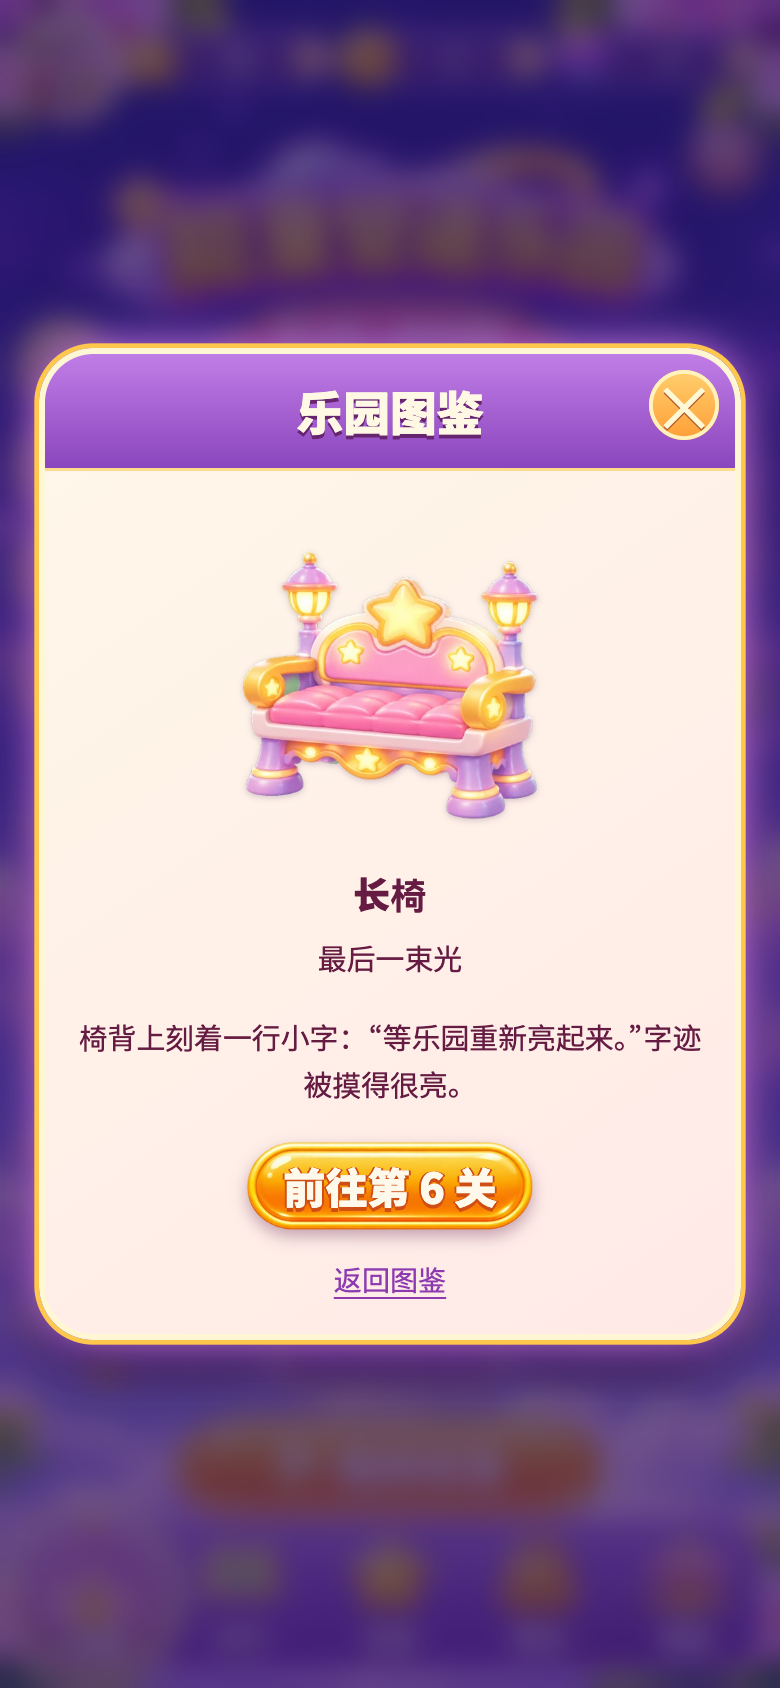 乐园图鉴
长椅
最后一束光
椅背上刻着一行小字：“等乐园重新亮起来。”字迹
被摸得很亮。
前往第 6 关
返回图鉴